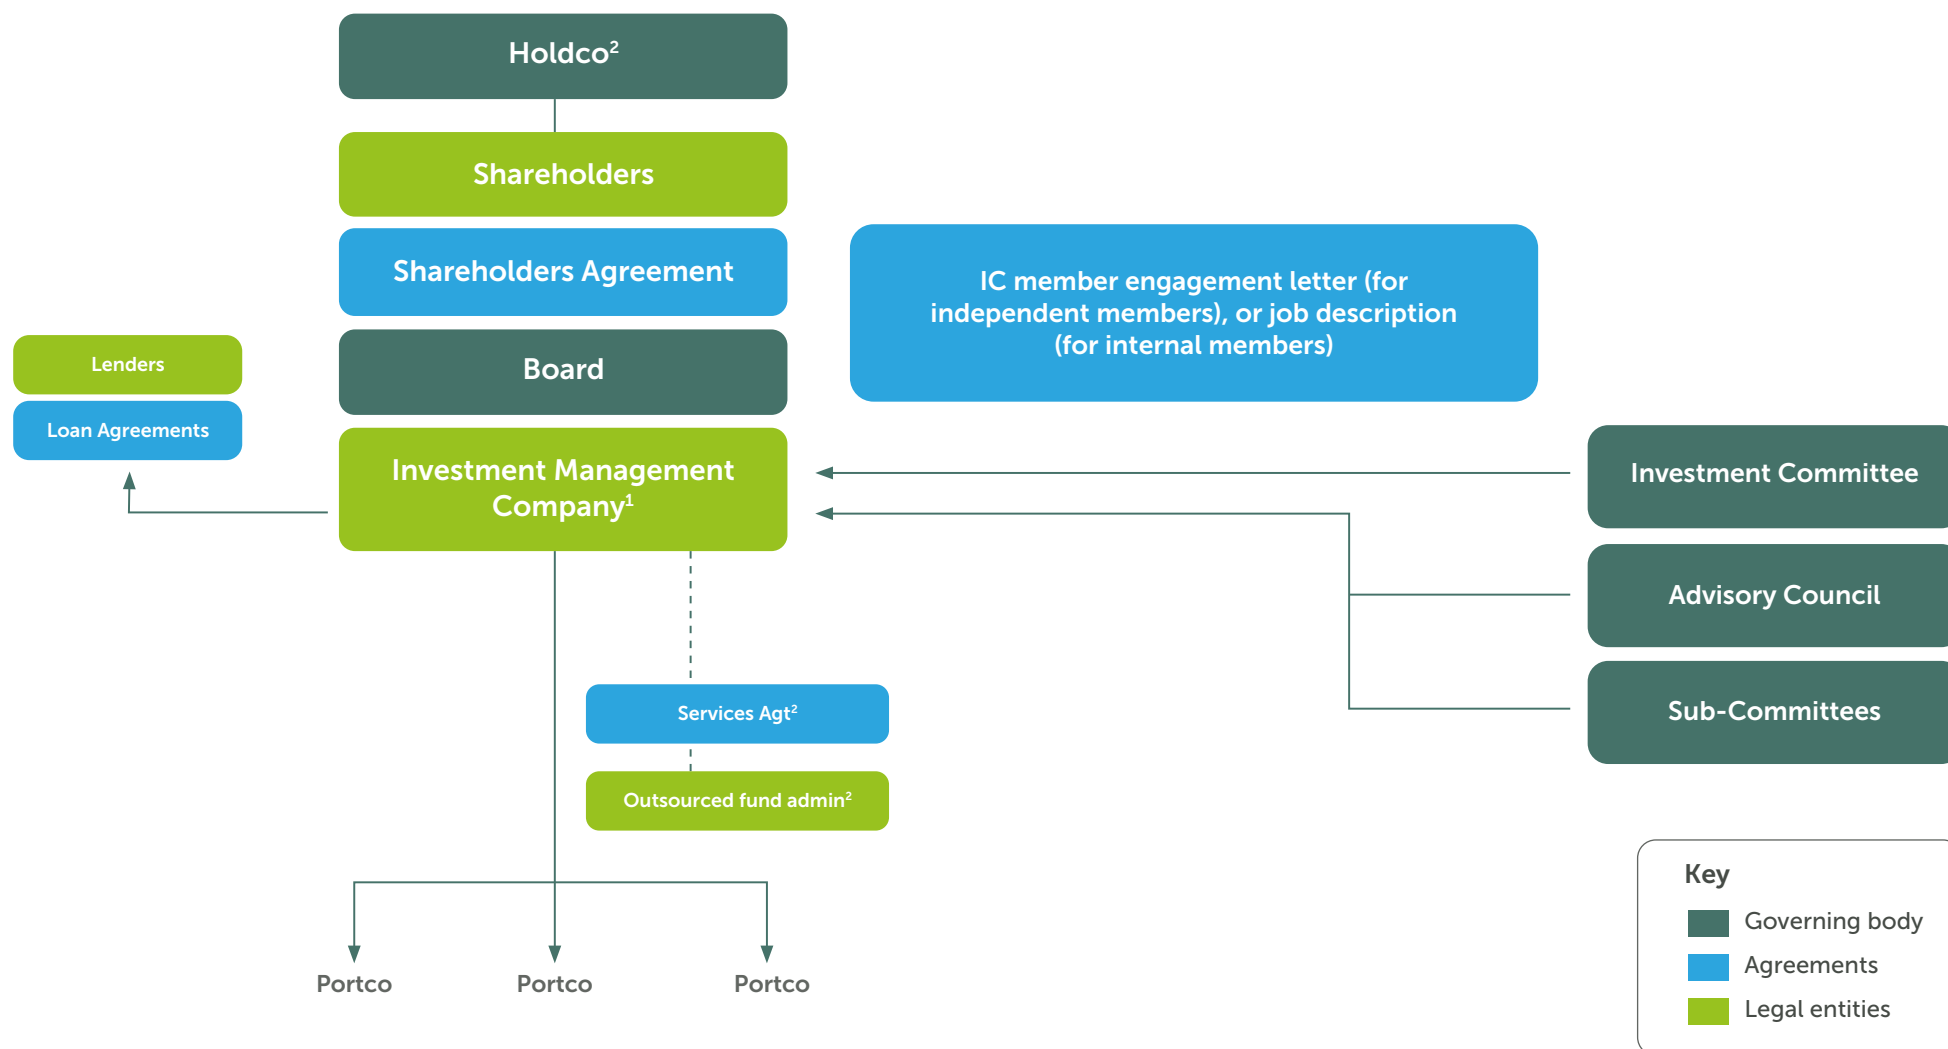 Holdco²
Shareholders
Shareholders Agreement
IC member engagement letter (for
independent members), or job description
(for internal members)
Board
Lenders
Loan Agreements
Investment Management
Company¹
Investment Committee
Advisory Council
Sub-Committees
Services Agt²
Outsourced fund admin²
Portco
Portco
Portco
Key
Governing body
Agreements
Legal entities